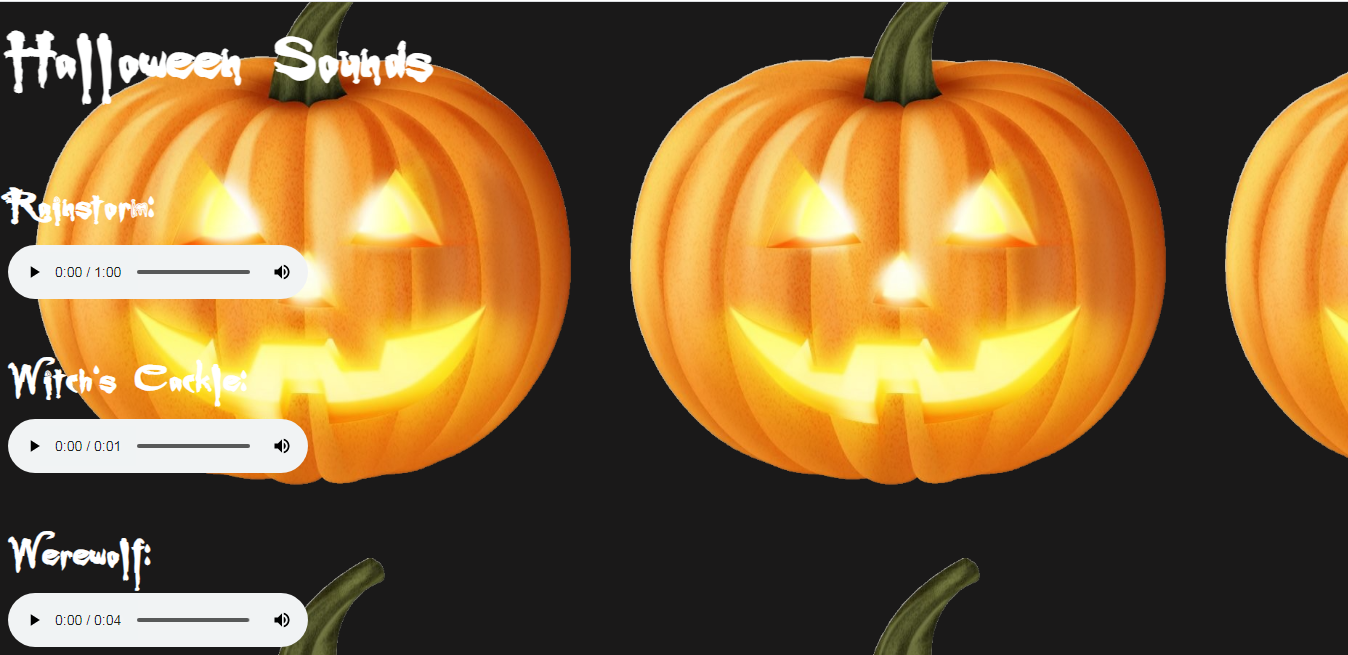 Halloween Sounds
Rainstorm:
0:00 / 1:00
Witch's Cackle:
0:00 / 0:01
Werewolf:
0:00 / 0:04